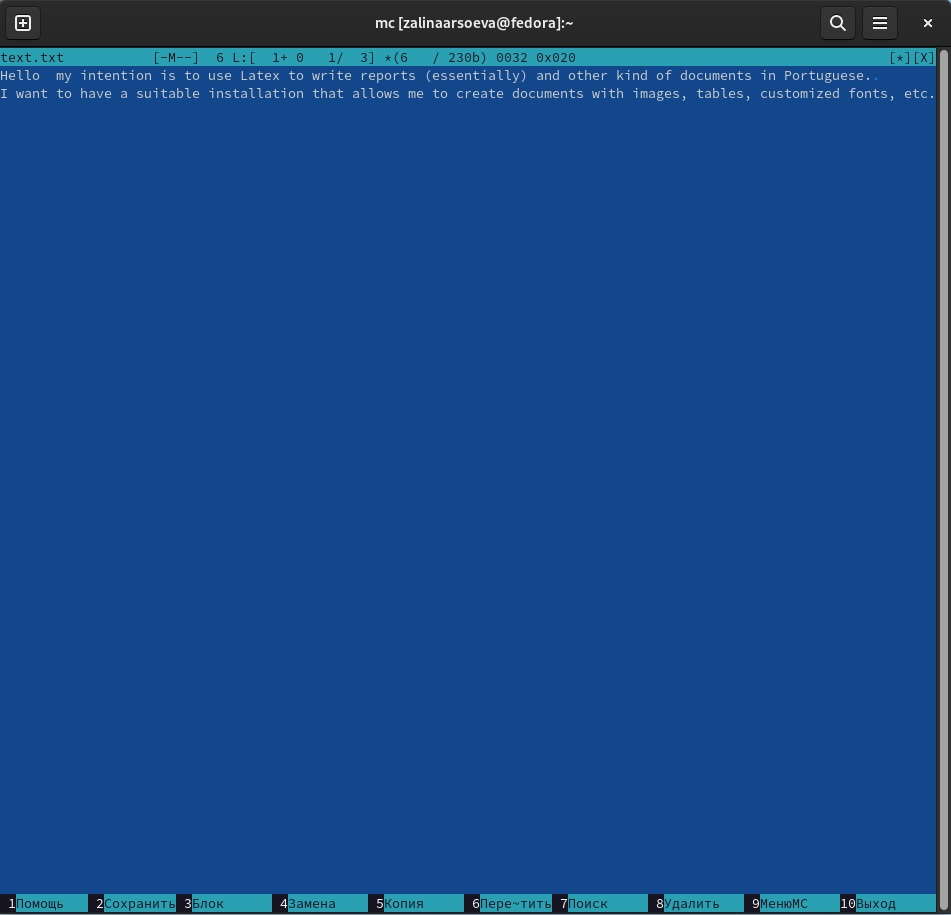 mc [zalinaarsoeva@fedora]:~
text.txt [-M--] 6 L:[ 1+ 0 1/ 3] *(6 / 230b) 0032 0x020 [*][X]
Hello  my intention is to use Latex to write reports (essentially) and other kind of documents in Portuguese..
I want to have a suitable installation that allows me to create documents with images, tables, customized fonts, etc.
1Помощь 2Сохранить 3Блок 4Замена 5Копия 6Пере~тить 7Поиск 8Удалить 9МенюMC 10Выход